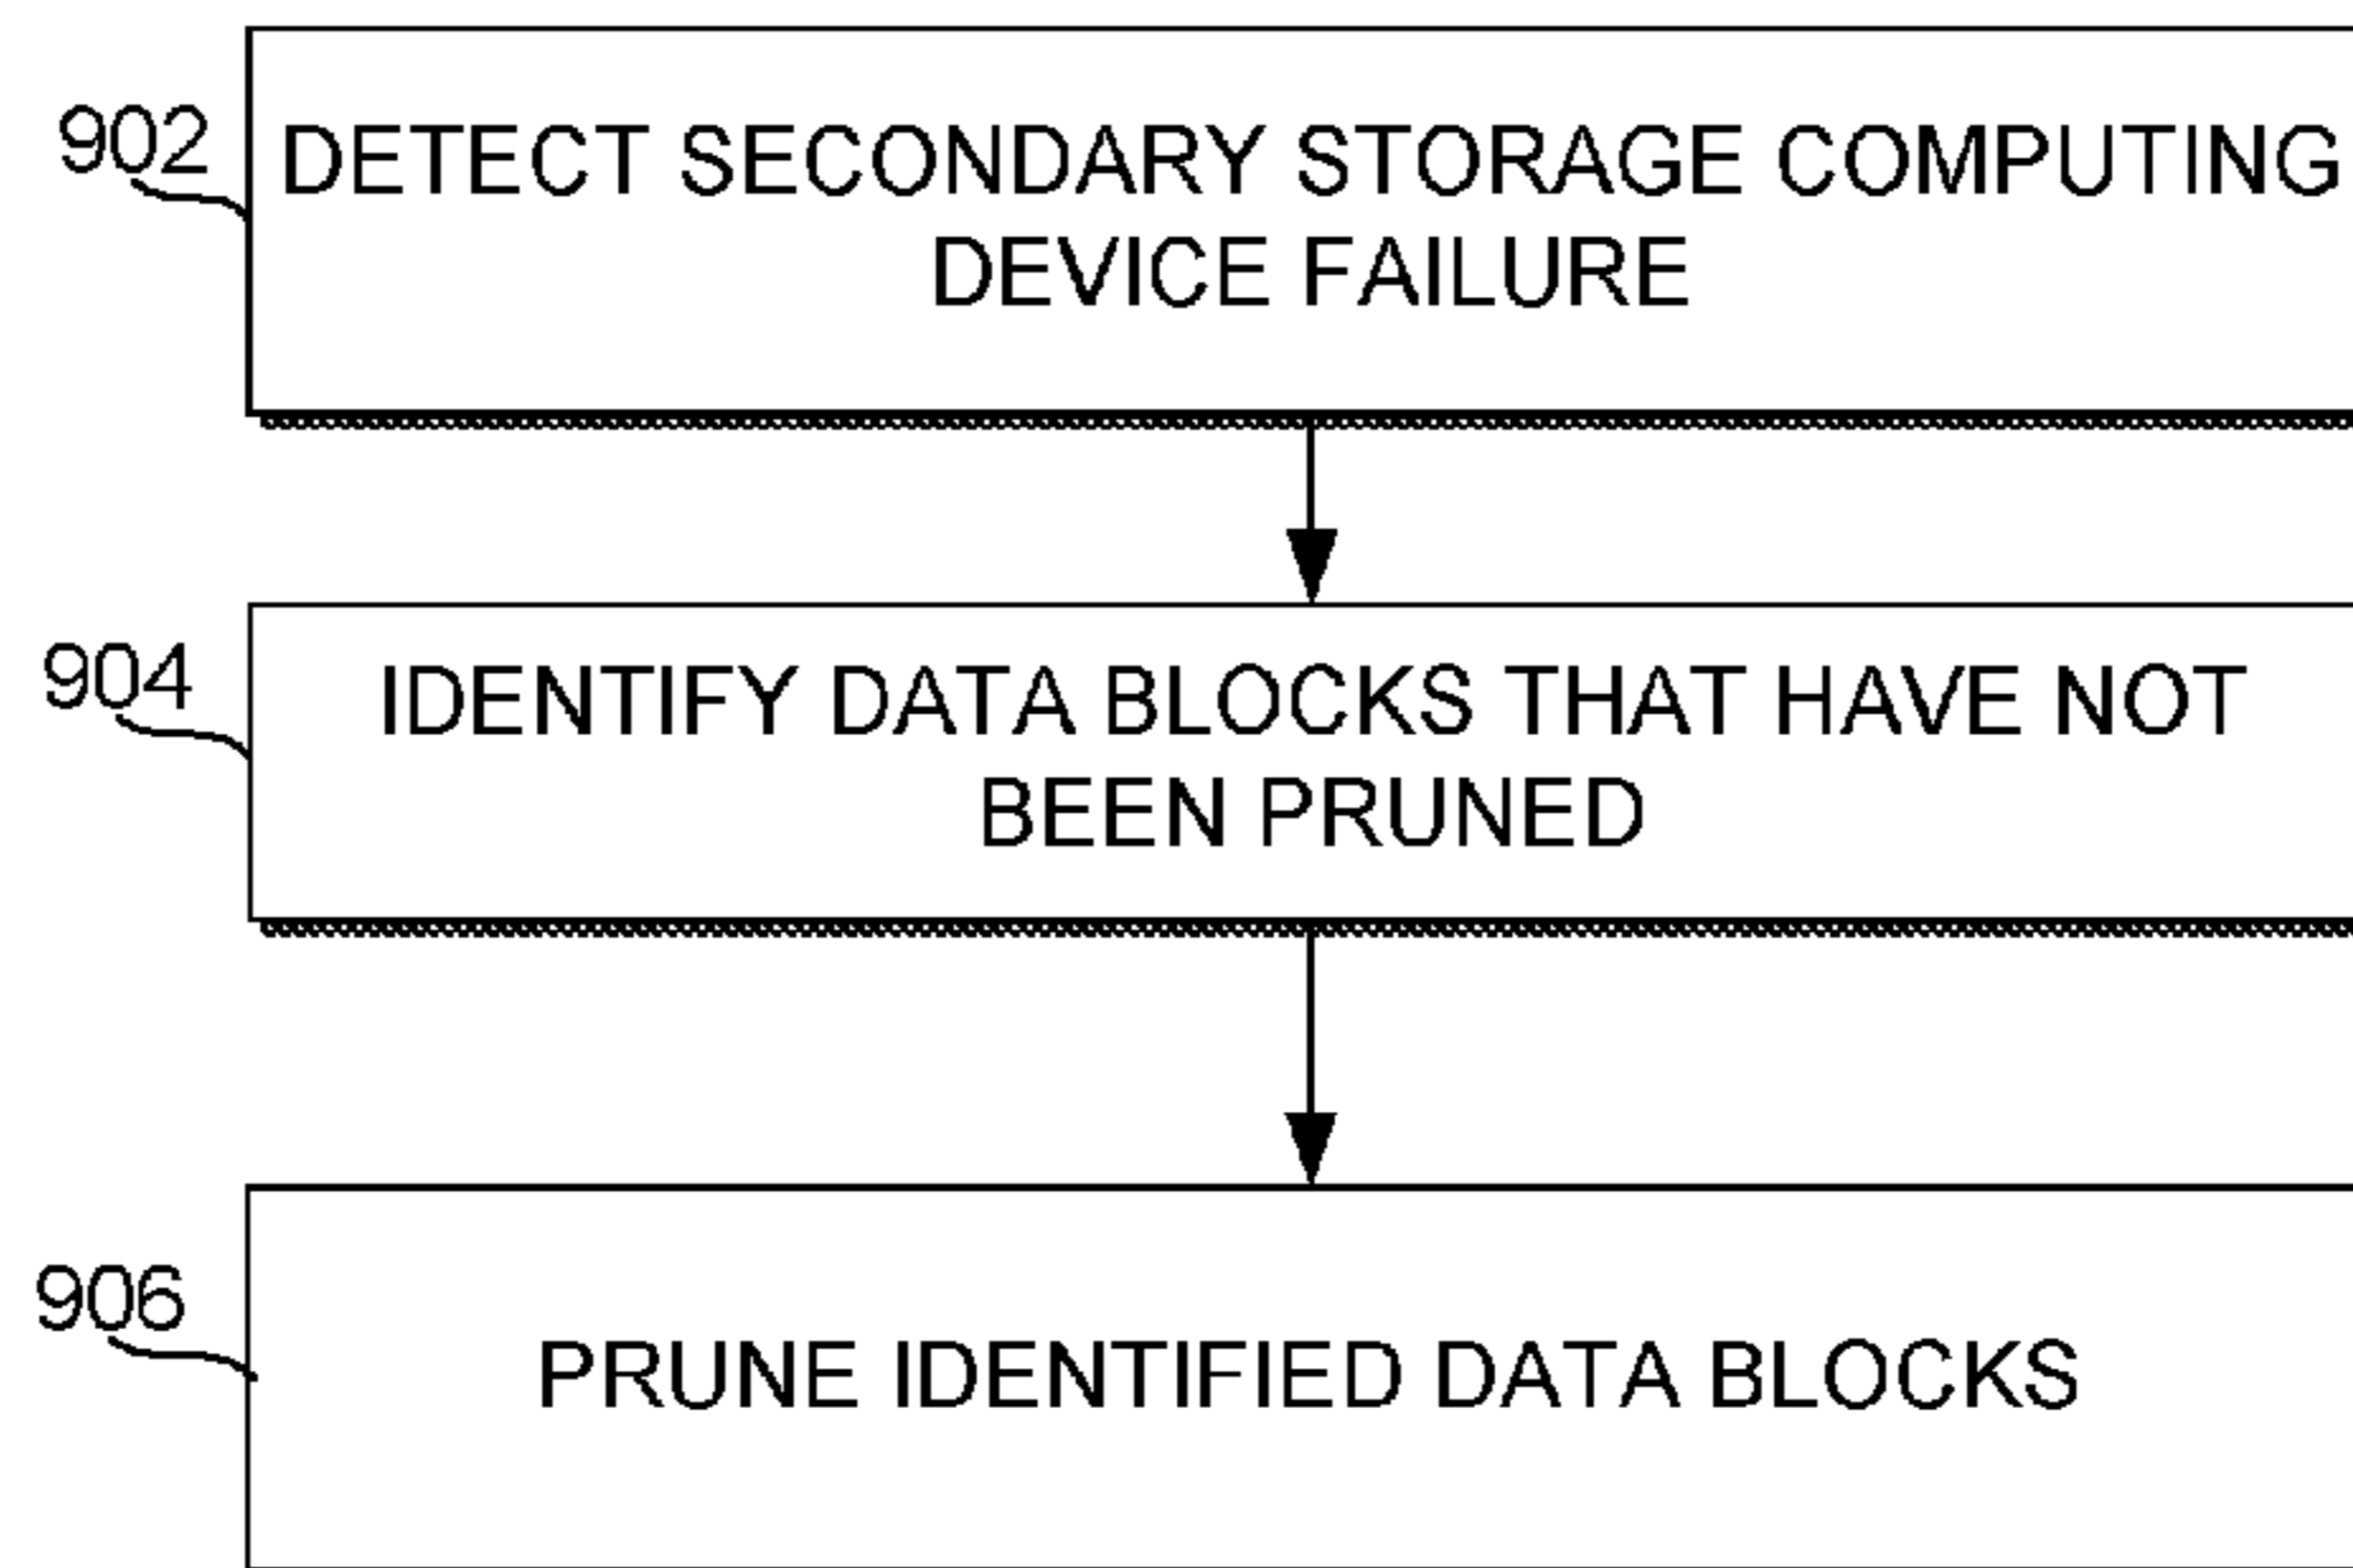 902
DETECT SECONDARY STORAGE COMPUTING
DEVICE FAILURE
904
IDENTIFY DATA BLOCKS THAT HAVE NOT
BEEN PRUNED
906
PRUNE IDENTIFIED DATA BLOCKS